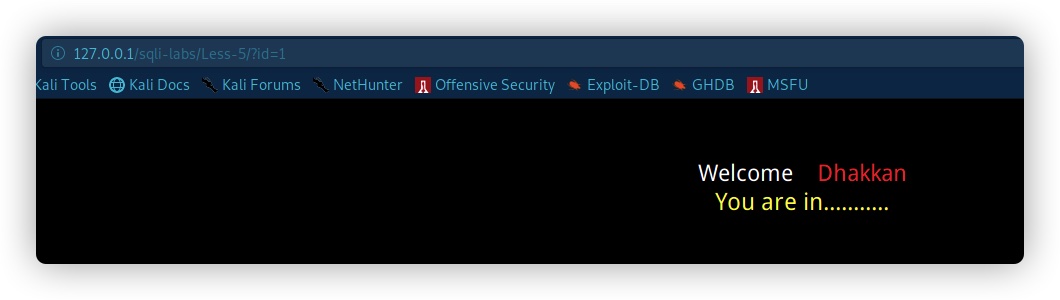 127.0.0.1/sqli-labs/Less-5/?id=1
Kali Tools Kali Docs Kali Forums NetHunter Offensive Security Exploit-DB GHDB MSFU
Welcome Dhakkan
You are in...........